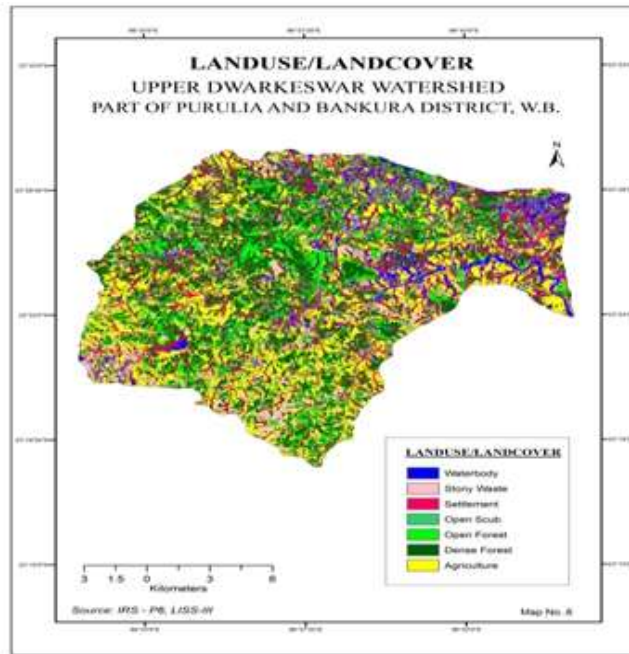 LANDUSE/LANDCOVER
UPPER DWARKESWAR WATERSHED
PART OF PURULIA AND BANKURA DISTRICT, W.B.
N
LANDUSE/LANDCOVER
Waterbody
Stony Waste
Settlement
Open Scub
Open Forest
Dense Forest
Agriculture
3 1.5 0 3 6
Kilometers
Source: IRS - P6, LISS-III
Map No. 6